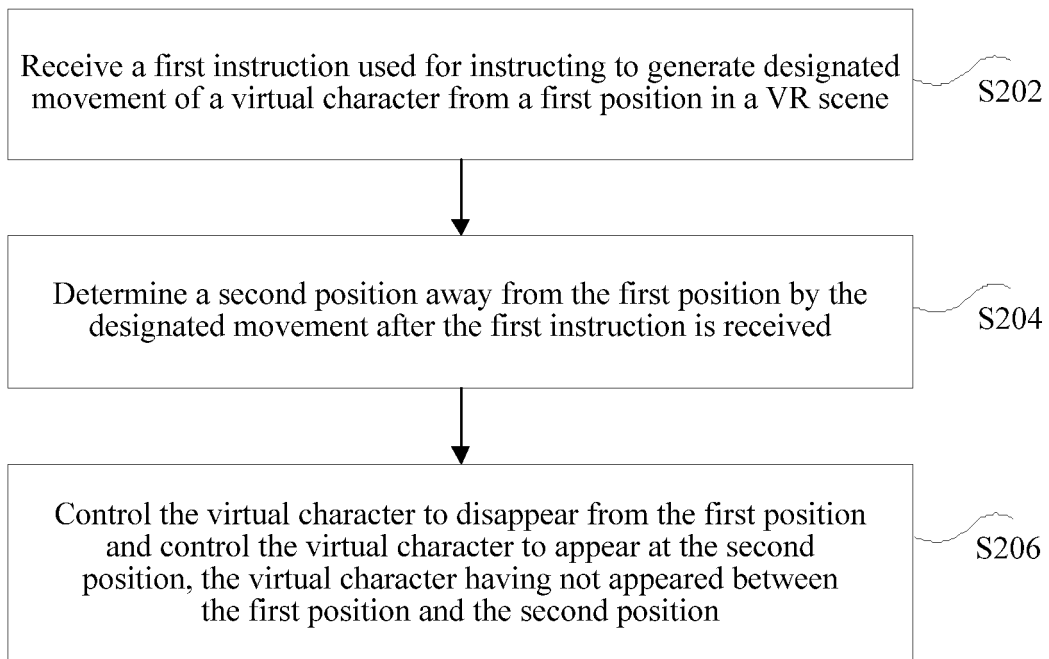 Receive a first instruction used for instructing to generate designated
movement of a virtual character from a first position in a VR scene
S202
Determine a second position away from the first position by the
designated movement after the first instruction is received
S204
Control the virtual character to disappear from the first position
and control the virtual character to appear at the second
position, the virtual character having not appeared between
the first position and the second position
S206